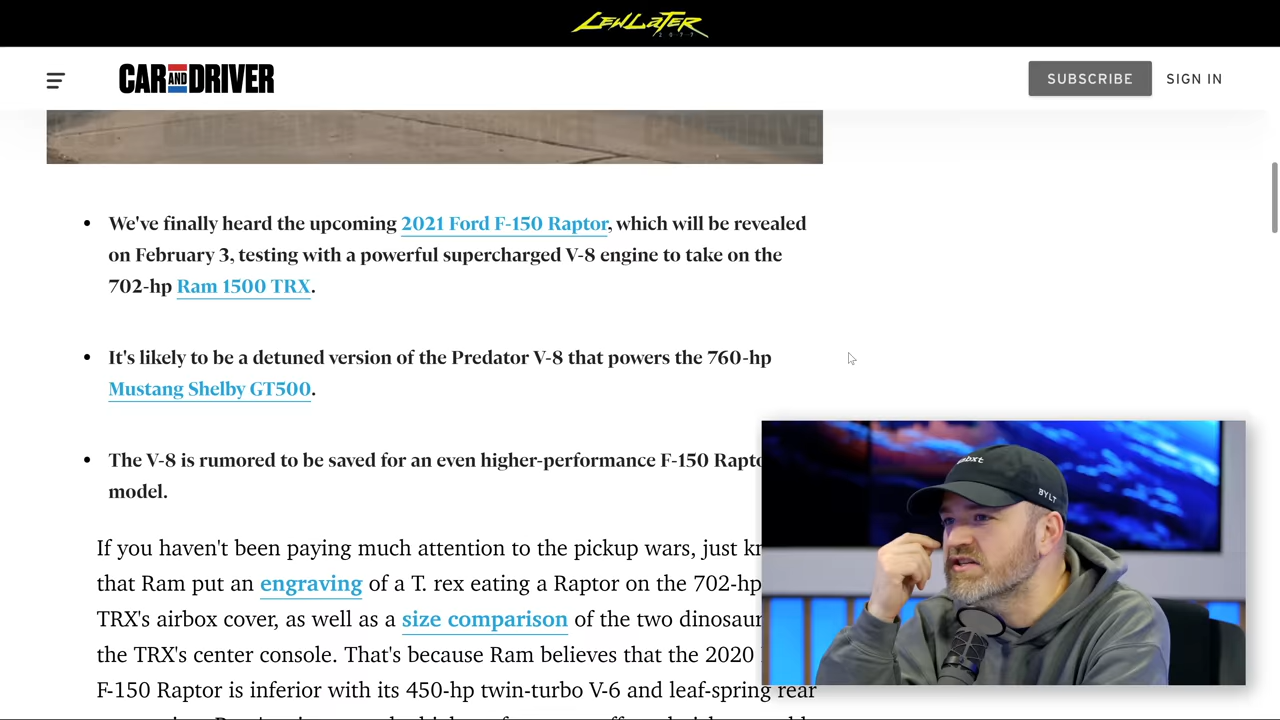 LEWLATER
2077
CAR AND DRIVER
SUBSCRIBE
SIGN IN
• We've finally heard the upcoming 2021 Ford F-150 Raptor, which will be revealed
on February 3, testing with a powerful supercharged V-8 engine to take on the
702-hp Ram 1500 TRX.
• It's likely to be a detuned version of the Predator V-8 that powers the 760-hp
Mustang Shelby GT500.
• The V-8 is rumored to be saved for an even higher-performance F-150
model.
If you haven't been paying much attention to the pickup wars, just
that Ram put an engraving of a T. rex eating a Raptor on the 702-hp
TRX's airbox cover, as well as a size comparison of the two
the TRX's center console. That's because Ram believes that the 2020
F-150 Raptor is inferior with its 450-hp twin-turbo V-6 and leaf-spring rear
BYLT